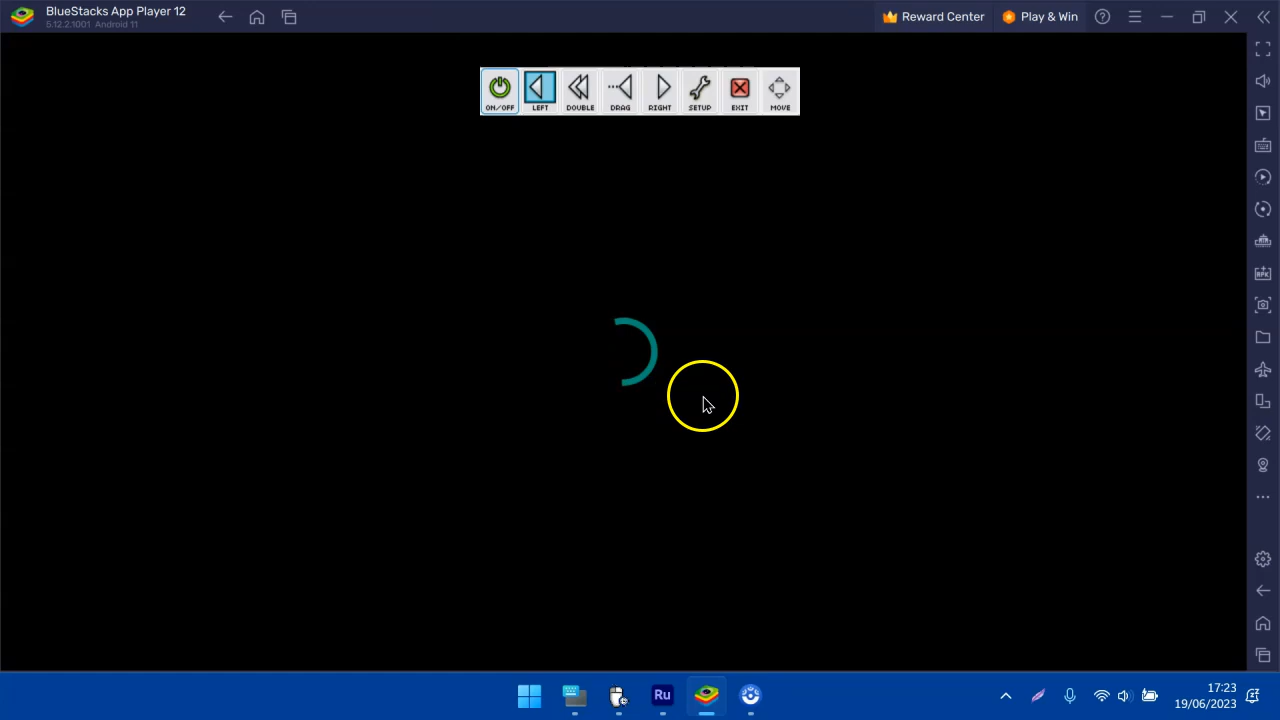 BlueStacks App Player 12
5.12.2.1001 Android 11
Reward Center
Play & Win
ON/OFF
LEFT
DOUBLE
DRAG
RIGHT
SETUP
EXIT
MOVE
Ru
17:23
19/06/2023